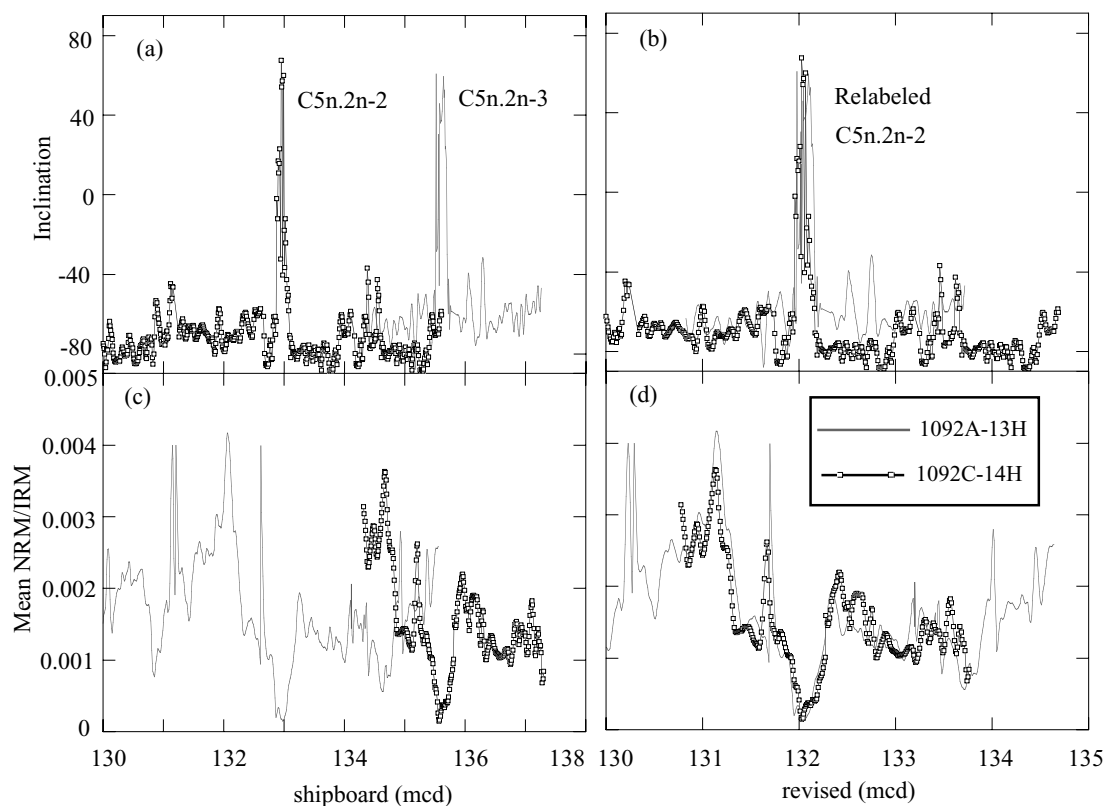 80
40
0
-40
-80
Inclination
(a)
C5n.2n-2
C5n.2n-3
(b)
Relabeled
C5n.2n-2
0.005
0.004
0.003
0.002
0.001
0
Mean NRM/IRM
(c)
(d)
1092A-13H
1092C-14H
130 132 134 135 136 138
shipboard (mcd)
130 131 132 133 134 135
revised (mcd)